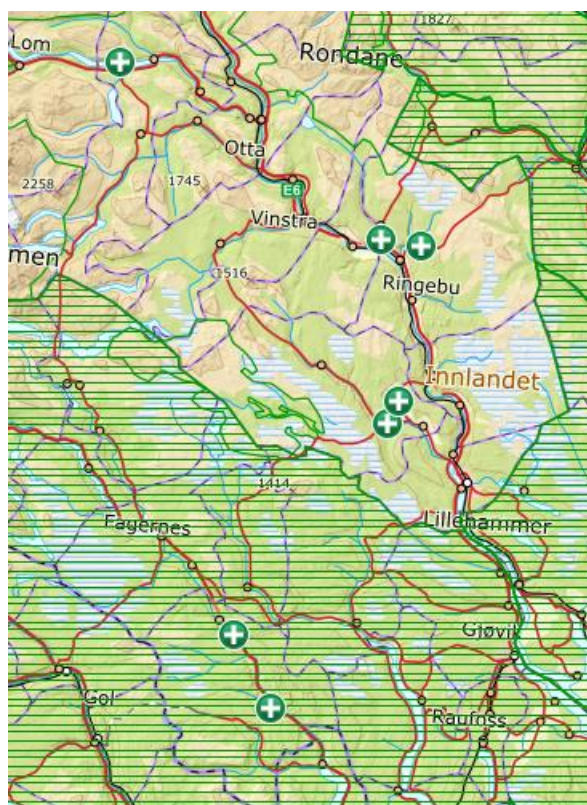 1827
Lom
Rondane
Otta
2258
1745
E6
Vinstra
men
1516
Ringebu
Innlandet
1414
Lillehammer
Fagernes
Gjøvik
Gol
Raufoss